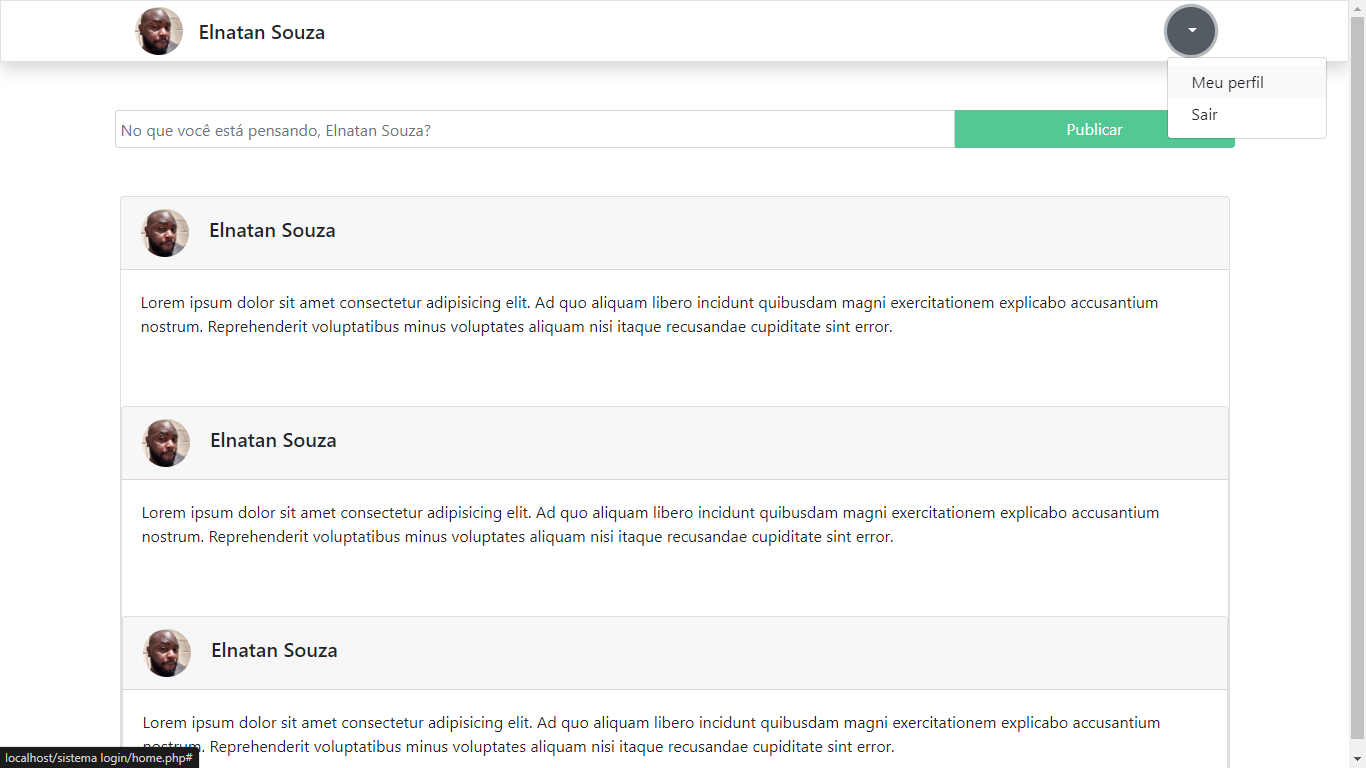 Elnatan Souza
Meu perfil
Sair
No que você está pensando, Elnatan Souza?
Publicar
Elnatan Souza
Lorem ipsum dolor sit amet consectetur adipisicing elit. Ad quo aliquam libero incidunt quibusdam magni exercitationem explicabo accusantium
nostrum. Reprehenderit voluptatibus minus voluptates aliquam nisi itaque recusandae cupiditate sint error.
Elnatan Souza
Lorem ipsum dolor sit amet consectetur adipisicing elit. Ad quo aliquam libero incidunt quibusdam magni exercitationem explicabo accusantium
nostrum. Reprehenderit voluptatibus minus voluptates aliquam nisi itaque recusandae cupiditate sint error.
Elnatan Souza
Lorem ipsum dolor sit amet consectetur adipisicing elit. Ad quo aliquam libero incidunt quibusdam magni exercitationem explicabo accusantium
nostrum. Reprehenderit voluptatibus minus voluptates aliquam nisi itaque recusandae cupiditate sint error.
localhost/sistema login/home.php#